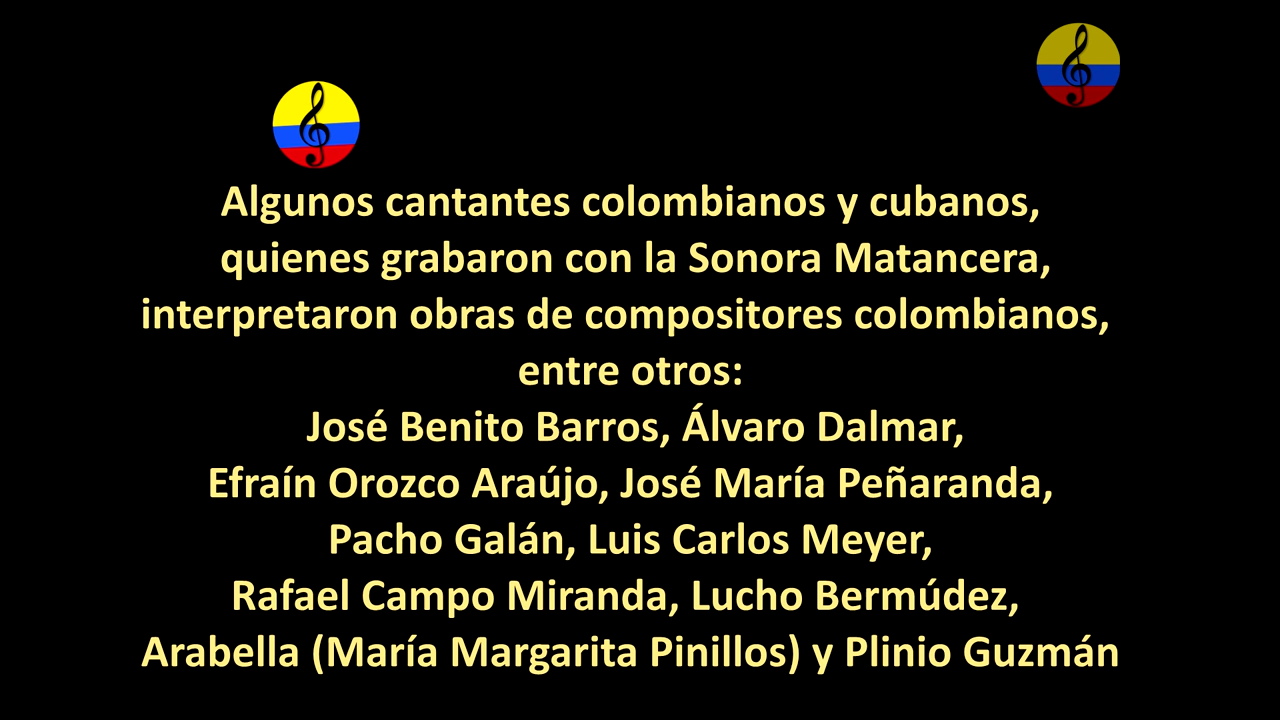 Algunos cantantes colombianos y cubanos,
quienes grabaron con la Sonora Matancera,
interpretaron obras de compositores colombianos,
entre otros:
José Benito Barros, Álvaro Dalmar,
Efraín Orozco Araújo, José María Peñaranda,
Pacho Galán, Luis Carlos Meyer,
Rafael Campo Miranda, Lucho Bermúdez,
Arabella (María Margarita Pinillos) y Plinio Guzmán